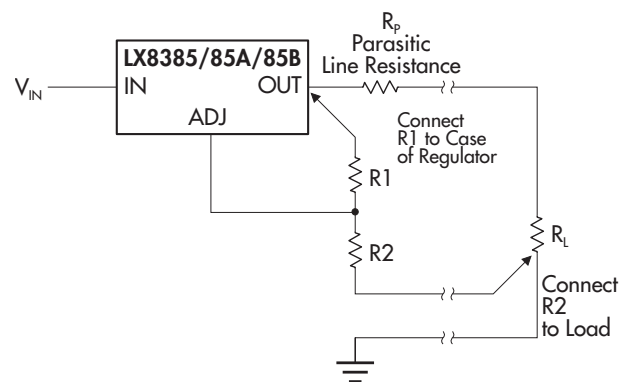 LX8385/85A/85B
IN
OUT
ADJ
V_IN
R_P
Parasitic
Line Resistance
Connect
R1 to Case
of Regulator
R1
R2
R_L
Connect
R2
to Load